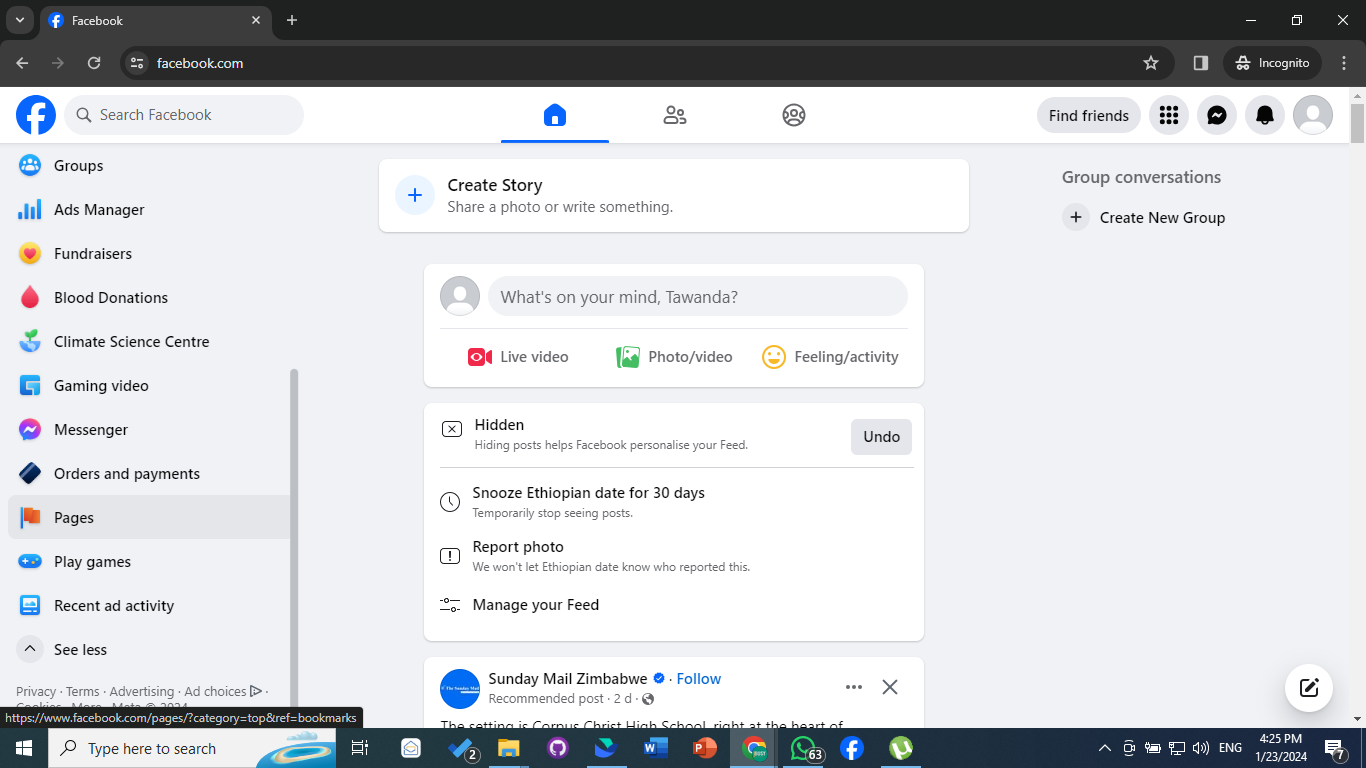 Facebook
facebook.com
Incognito
Search Facebook
Find friends
Groups
Ads Manager
Fundraisers
Blood Donations
Climate Science Centre
Gaming video
Messenger
Orders and payments
Pages
Play games
Recent ad activity
See less
Privacy · Terms · Advertising · Ad choices ·
https://www.facebook.com/pages/?category=top&ref=bookmarks
Create Story
Share a photo or write something.
What's on your mind, Tawanda?
Live video
Photo/video
Feeling/activity
Hidden
Hiding posts helps Facebook personalise your Feed.
Undo
Snooze Ethiopian date for 30 days
Temporarily stop seeing posts.
Report photo
We won't let Ethiopian date know who reported this.
Manage your Feed
Sunday Mail Zimbabwe · Follow
Recommended post · 2 d ·
The setting is Corpus Christ High School, right at the heart of
Group conversations
Create New Group
Type here to search
2
63
ENG
4:25 PM
1/23/2024
7